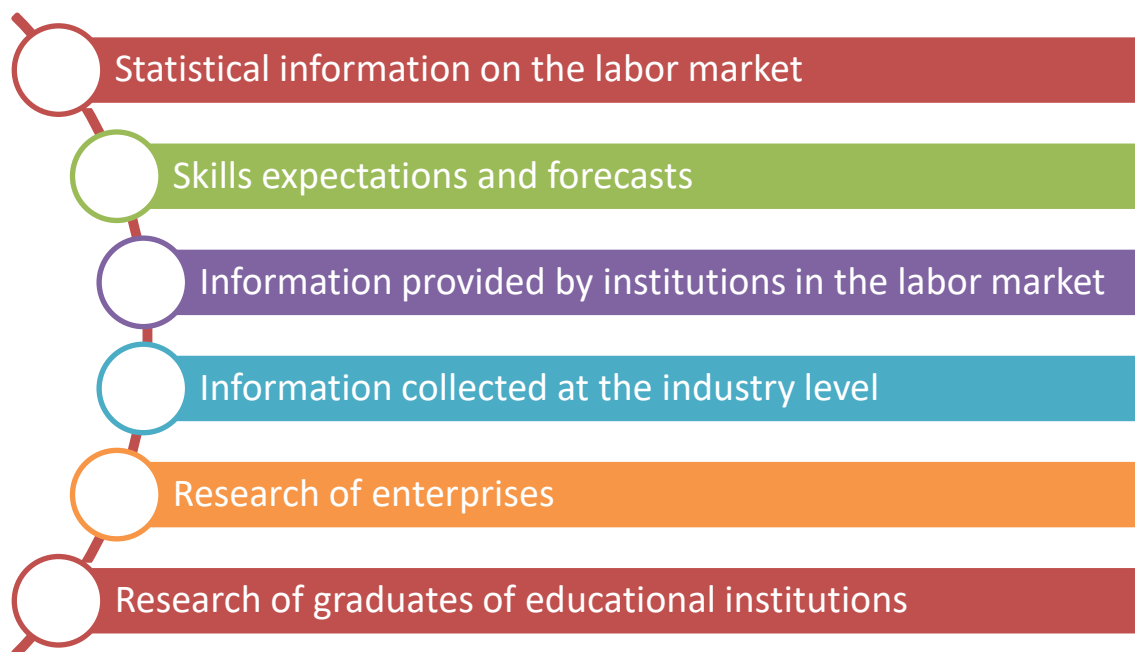 Statistical information on the labor market
Skills expectations and forecasts
Information provided by institutions in the labor market
Information collected at the industry level
Research of enterprises
Research of graduates of educational institutions